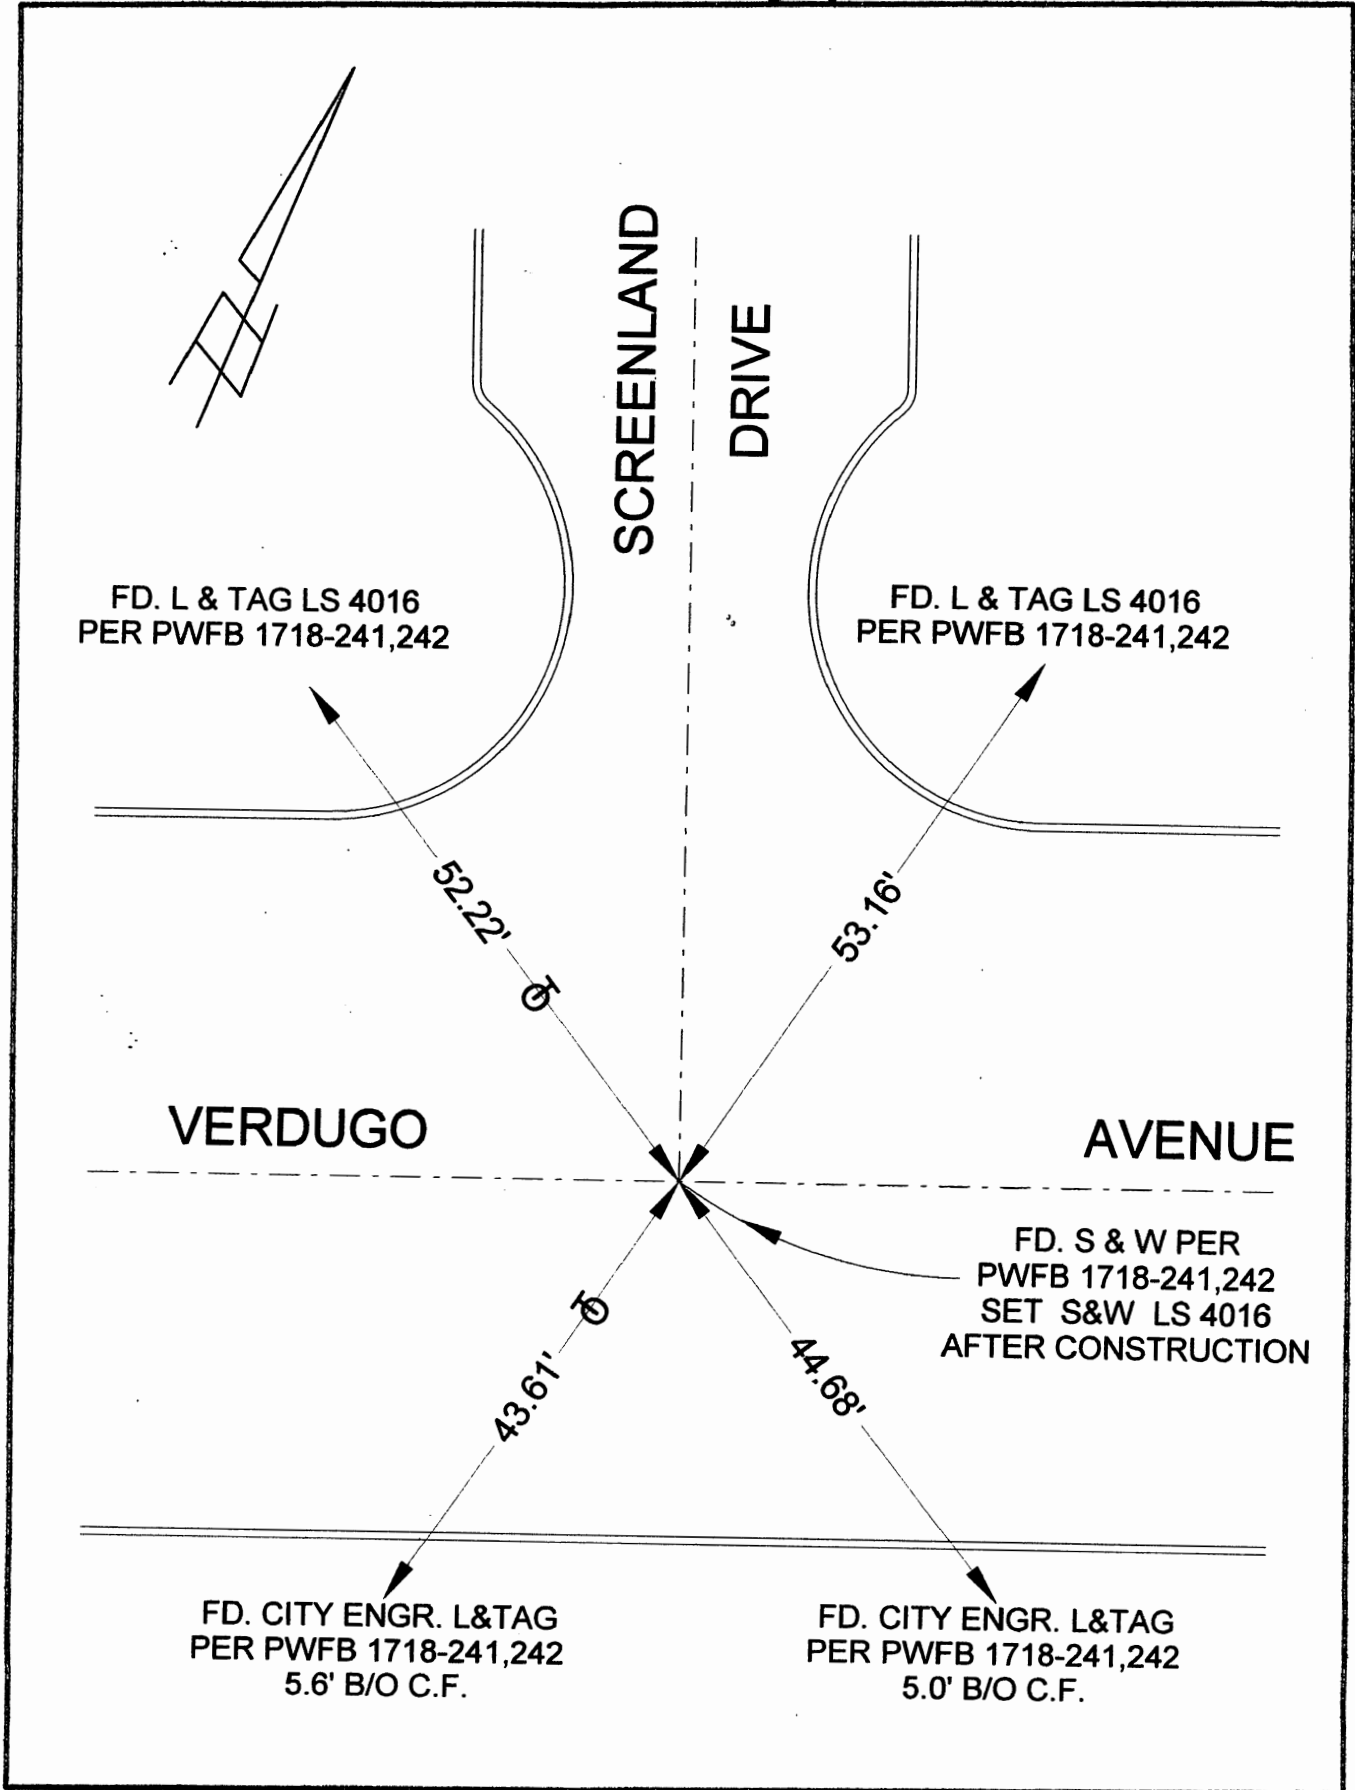 SCREENLAND
DRIVE
FD. L & TAG LS 4016
PER PWFB 1718-241,242
FD. L & TAG LS 4016
PER PWFB 1718-241,242
52.22'
53.16'
VERDUGO
AVENUE
FD. S & W PER
PWFB 1718-241,242
SET S&W LS 4016
AFTER CONSTRUCTION
43.61'
44.68'
FD. CITY ENGR. L&TAG
PER PWFB 1718-241,242
5.6' B/O C.F.
FD. CITY ENGR. L&TAG
PER PWFB 1718-241,242
5.0' B/O C.F.